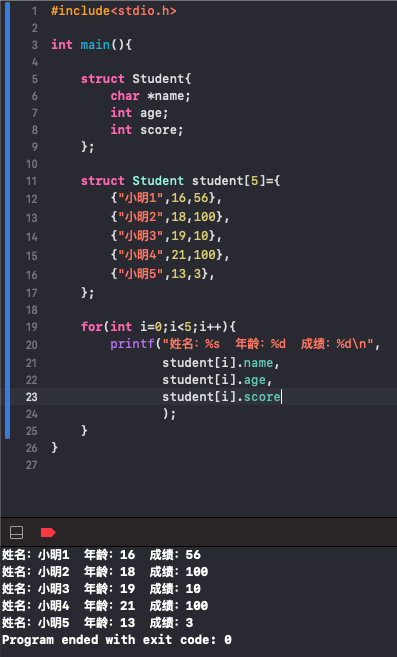 1 #include<stdio.h>
2
3 int main(){
4
5 struct Student{
6 char *name;
7 int age;
8 int score;
9 };
10
11 struct Student student[5]={
12 {"小明1",16,56},
13 {"小明2",18,100},
14 {"小明3",19,10},
15 {"小明4",21,100},
16 {"小明5",13,3},
17 };
18
19 for(int i=0;i<5;i++){
20 printf("姓名：%s  年龄：%d  成绩：%d\n",
21 student[i].name,
22 student[i].age,
23 student[i].score
24 );
25 }
26 }
27
姓名：小明1  年龄：16  成绩：56
姓名：小明2  年龄：18  成绩：100
姓名：小明3  年龄：19  成绩：10
姓名：小明4  年龄：21  成绩：100
姓名：小明5  年龄：13  成绩：3
Program ended with exit code: 0